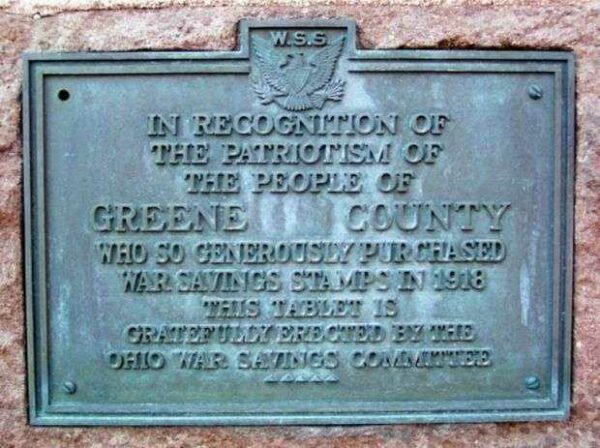 W.S.S.
IN RECOGNITION OF
THE PATRIOTISM OF
THE PEOPLE OF
GREENE COUNTY
WHO SO GENEROUSLY PURCHASED
WAR SAVINGS STAMPS IN 1918
THIS TABLET IS
GRATEFULLY ERECTED BY THE
OHIO WAR SAVINGS COMMITTEE